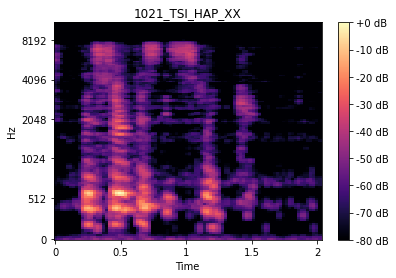 1021_TSI_HAP_XX
Hz
8192
4096
2048
1024
512
0
0
0.5
1
1.5
2
Time
+0 dB
-10 dB
-20 dB
-30 dB
-40 dB
-50 dB
-60 dB
-70 dB
-80 dB